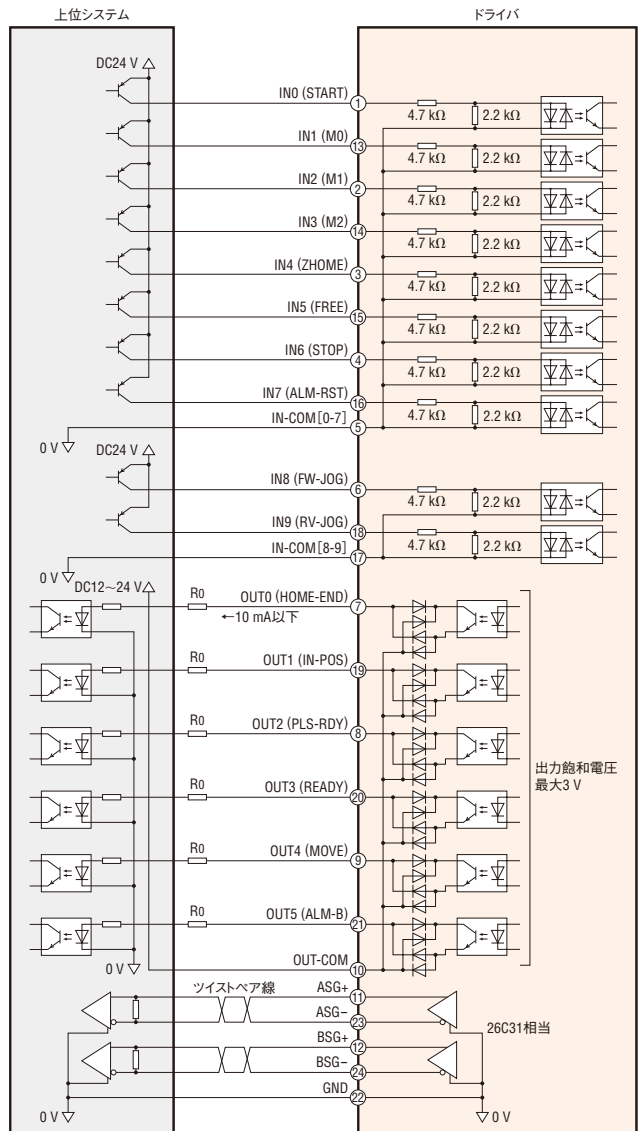 上位システム
ドライバ
DC24 V
IN0 (START)
1
4.7 kΩ
2.2 kΩ
IN1 (M0)
13
4.7 kΩ
2.2 kΩ
IN2 (M1)
2
4.7 kΩ
2.2 kΩ
IN3 (M2)
14
4.7 kΩ
2.2 kΩ
IN4 (ZHOME)
3
4.7 kΩ
2.2 kΩ
IN5 (FREE)
15
4.7 kΩ
2.2 kΩ
IN6 (STOP)
4
4.7 kΩ
2.2 kΩ
IN7 (ALM-RST)
16
4.7 kΩ
2.2 kΩ
IN-COM[0-7]
5
0 V
DC24 V
IN8 (FW-JOG)
6
4.7 kΩ
2.2 kΩ
IN9 (RV-JOG)
18
4.7 kΩ
2.2 kΩ
IN-COM[8-9]
17
0 V
DC12~24 V
R0
OUT0 (HOME-END)
7
←10 mA以下
R0
OUT1 (IN-POS)
19
R0
OUT2 (PLS-RDY)
8
出力飽和電圧
最大3 V
R0
OUT3 (READY)
20
R0
OUT4 (MOVE)
9
R0
OUT5 (ALM-B)
21
0 V
OUT-COM
10
ツイストペア線
ASG+
11
ASG-
23
26C31相当
BSG+
12
BSG-
24
GND
22
0 V
0 V